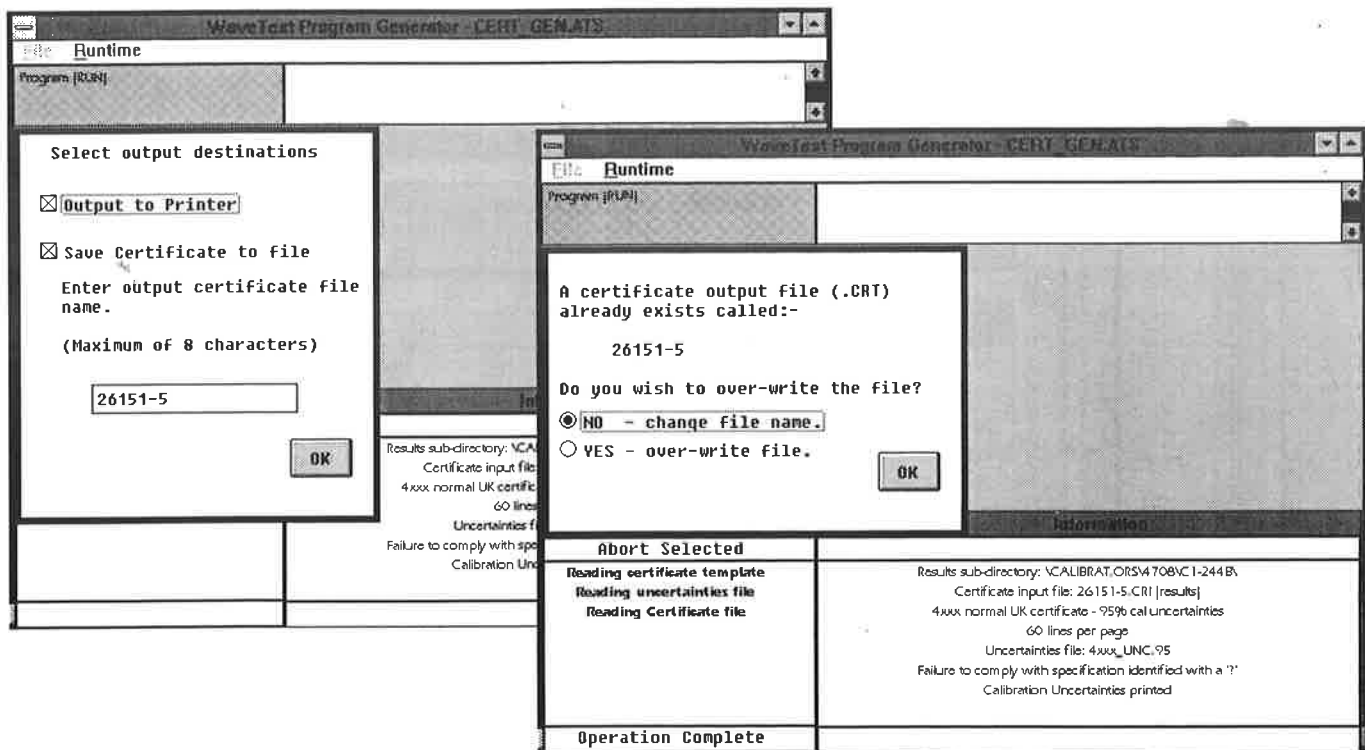 WaveTest Program Generator - CERT_GEN.ATS
File Runtime
Program [RUN]
Select output destinations
Output to Printer
Save Certificate to file
Enter output certificate file
name.
(Maximum of 8 characters)
26151-5
OK
Results sub-directory: \CA
Certificate input file
4xxx normal UK certific
60 lines
Uncertainties f
Failure to comply with spe
Calibration Unc
WaveTest Program Generator - CERT_GEN.ATS
File Runtime
Program [RUN]
A certificate output file (.CRT)
already exists called:-
26151-5
Do you wish to over-write the file?
NO - change file name.
YES - over-write file.
OK
Information
Abort Selected
Reading certificate template
Reading uncertainties file
Reading Certificate file
Results sub-directory: \CALIBRAT.ORS\4708\C1-244B\
Certificate input file: 26151-5.CRI [results]
4xxx normal UK certificate - 95% cal uncertainties
60 lines per page
Uncertainties file: 4xxx_UNC.95
Failure to comply with specification identified with a '?'
Calibration Uncertainties printed
Operation Complete